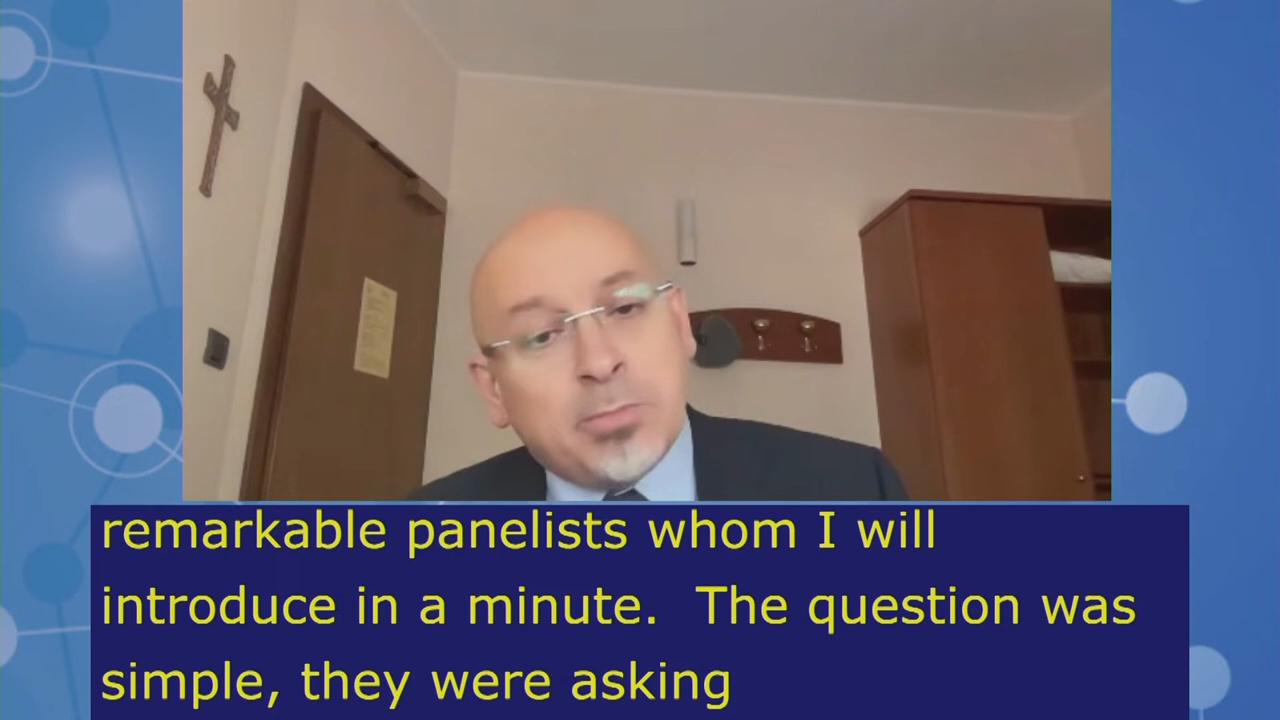 remarkable panelists whom I will
introduce in a minute.  The question was
simple, they were asking